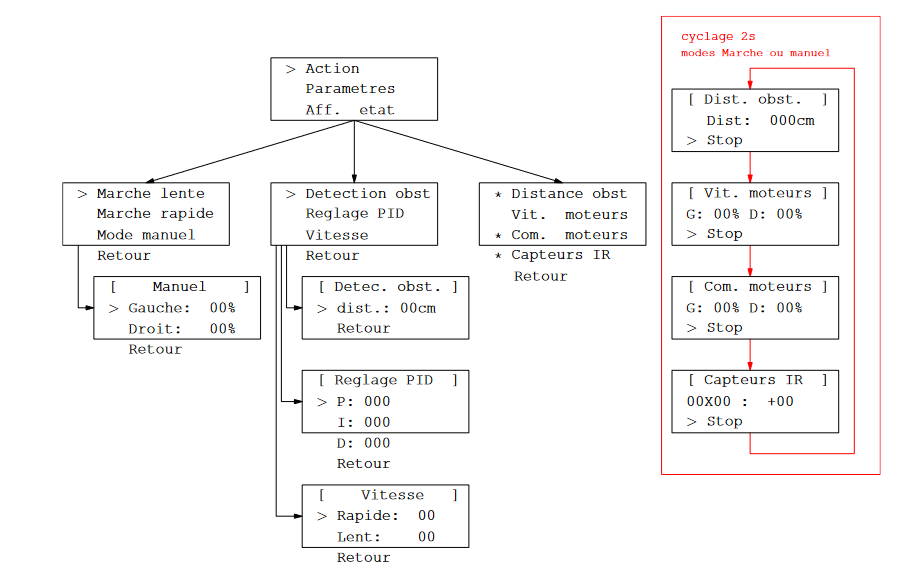 > Action
Parametres
Aff. etat
> Marche lente
Marche rapide
Mode manuel
Retour
[ Manuel ]
> Gauche: 00%
Droit: 00%
Retour
> Detection obst
Reglage PID
Vitesse
Retour
[ Detec. obst. ]
> dist.: 00cm
Retour
[ Reglage PID ]
> P: 000
I: 000
D: 000
Retour
[ Vitesse ]
> Rapide: 00
Lent: 00
Retour
* Distance obst
Vit. moteurs
* Com. moteurs
* Capteurs IR
Retour
cyclage 2s
modes Marche ou manuel
[ Dist. obst. ]
Dist: 000cm
> Stop
[ Vit. moteurs ]
G: 00% D: 00%
> Stop
[ Com. moteurs ]
G: 00% D: 00%
> Stop
[ Capteurs IR ]
00X00 : +00
> Stop